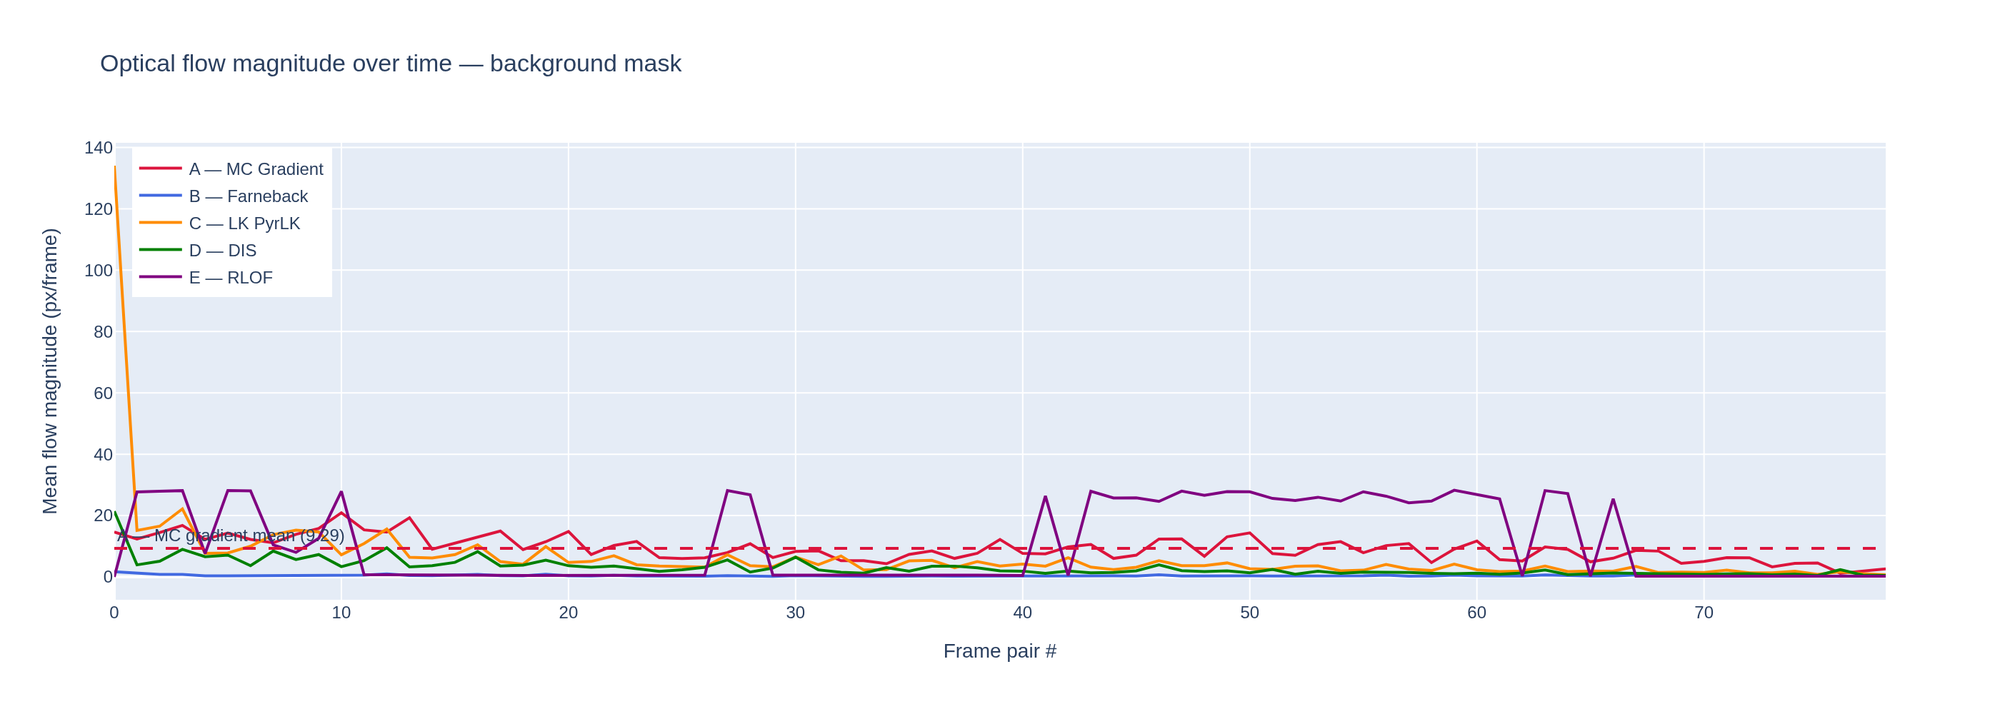 Optical flow magnitude over time — background mask
Mean flow magnitude (px/frame)
140
120
100
80
60
40
20
0
A — MC Gradient
B — Farneback
C — LK PyrLK
D — DIS
E — RLOF
A — MC gradient mean (9.29)
0 10 20 30 40 50 60 70
Frame pair #